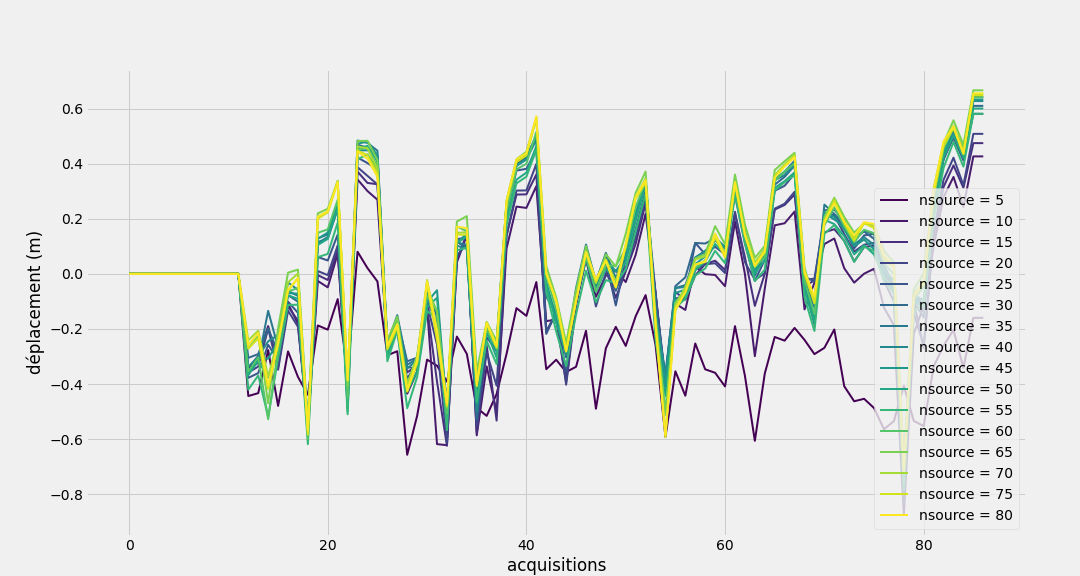 déplacement (m)
0.6
0.4
0.2
0.0
−0.2
−0.4
−0.6
−0.8
nsource = 5
nsource = 10
nsource = 15
nsource = 20
nsource = 25
nsource = 30
nsource = 35
nsource = 40
nsource = 45
nsource = 50
nsource = 55
nsource = 60
nsource = 65
nsource = 70
nsource = 75
nsource = 80
0 20 40 60 80
acquisitions